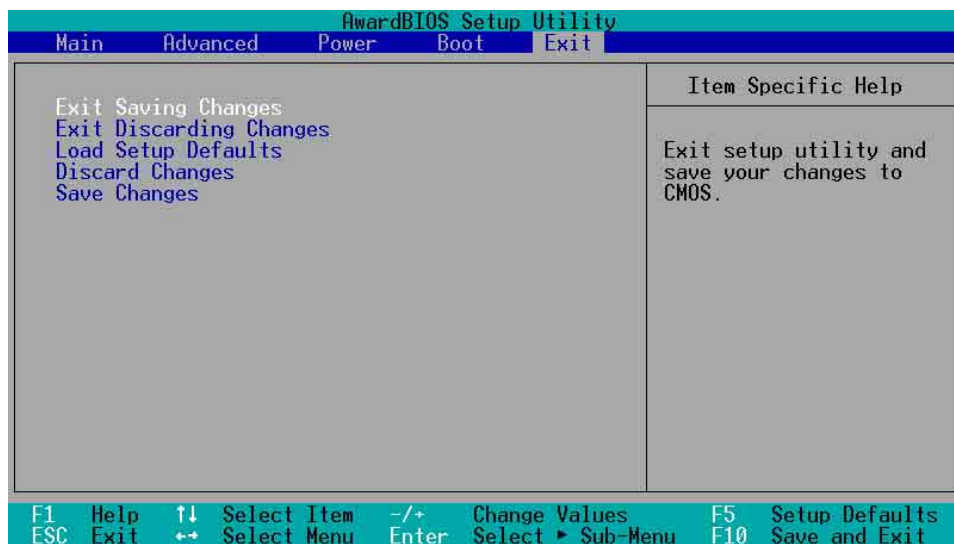 AwardBIOS Setup Utility
Main Advanced Power Boot Exit
Item Specific Help
Exit Saving Changes
Exit Discarding Changes
Load Setup Defaults
Discard Changes
Save Changes
Exit setup utility and
save your changes to
CMOS.
F1 Help ↑↓ Select Item -/+ Change Values F5 Setup Defaults
ESC Exit ←→ Select Menu Enter Select ► Sub-Menu F10 Save and Exit